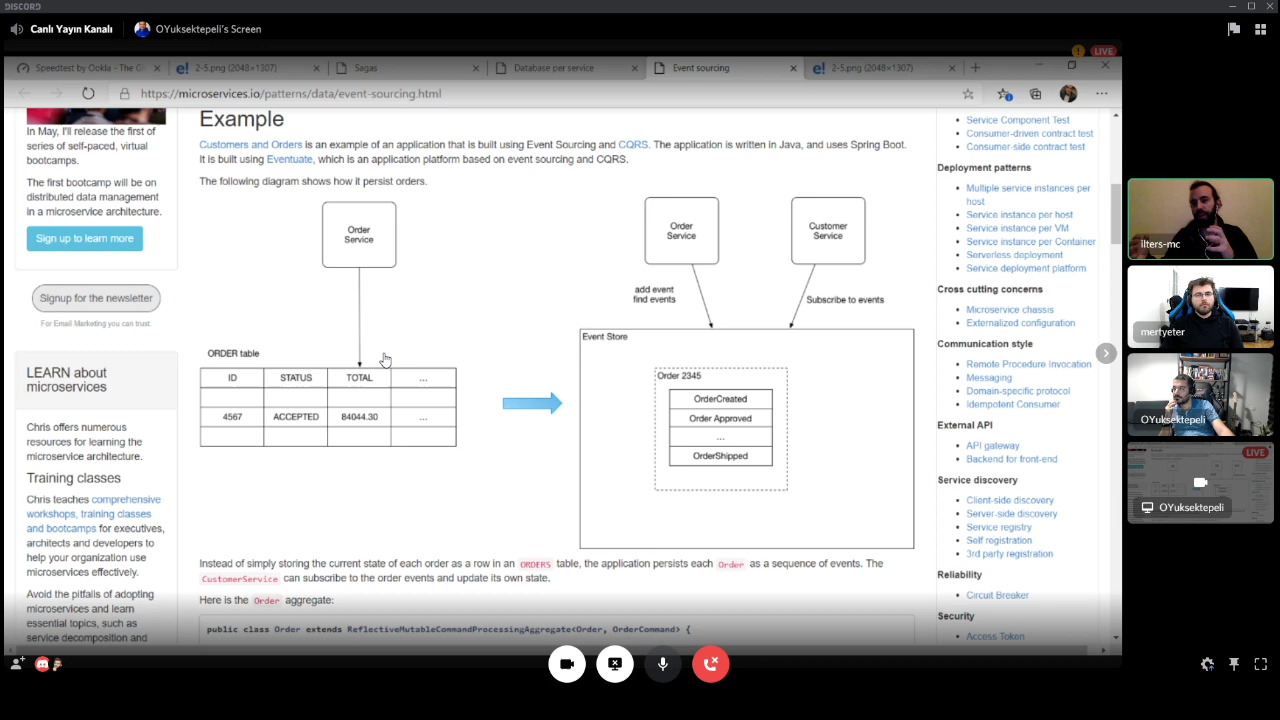 DISCORD
Canlı Yayın Kanalı
OYuksektepeli's Screen
LIVE
Speedtest by Ookla - The Gl
2-5.png (2048×1307)
Sagas
Database per service
Event sourcing
2-5.png (2048×1307)
https://microservices.io/patterns/data/event-sourcing.html
In May, I'll release the first of
series of self-paced, virtual
bootcamps.
The first bootcamp will be on
distributed data management
in a microservice architecture.
Sign up to learn more
Signup for the newsletter
For Email Marketing you can trust.
LEARN about
microservices
Chris offers numerous
resources for learning the
microservice architecture.
Training classes
Chris teaches comprehensive
workshops, training classes
and bootcamps for executives,
architects and developers to
help your organization use
microservices effectively.
Avoid the pitfalls of adopting
microservices and learn
essential topics, such as
service decomposition and
Example
Customers and Orders is an example of an application that is built using Event Sourcing and CQRS. The application is written in Java, and uses Spring Boot.
It is built using Eventuate, which is an application platform based on event sourcing and CQRS.
The following diagram shows how it persist orders.
Order
Service
ORDER table
ID STATUS TOTAL ...
4567 ACCEPTED 84044.30 ...
Order
Service
Customer
Service
add event
find events
Subscribe to events
Event Store
Order 2345
OrderCreated
Order Approved
...
OrderShipped
Instead of simply storing the current state of each order as a row in an ORDERS table, the application persists each Order as a sequence of events. The
CustomerService can subscribe to the order events and update its own state.
Here is the Order aggregate:
public class Order extends ReflectiveMutableCommandProcessingAggregate<Order, OrderCommand> {
Service Component Test
Consumer-driven contract test
Consumer-side contract test
Deployment patterns
Multiple service instances per
host
Service instance per host
Service instance per VM
Service instance per Container
Serverless deployment
Service deployment platform
Cross cutting concerns
Microservice chassis
Externalized configuration
Communication style
Remote Procedure Invocation
Messaging
Domain-specific protocol
Idempotent Consumer
External API
API gateway
Backend for front-end
Service discovery
Client-side discovery
Server-side discovery
Service registry
Self registration
3rd party registration
Reliability
Circuit Breaker
Security
Access Token
ilters-mc
mertyeter
OYuksektepeli
LIVE
OYuksektepeli